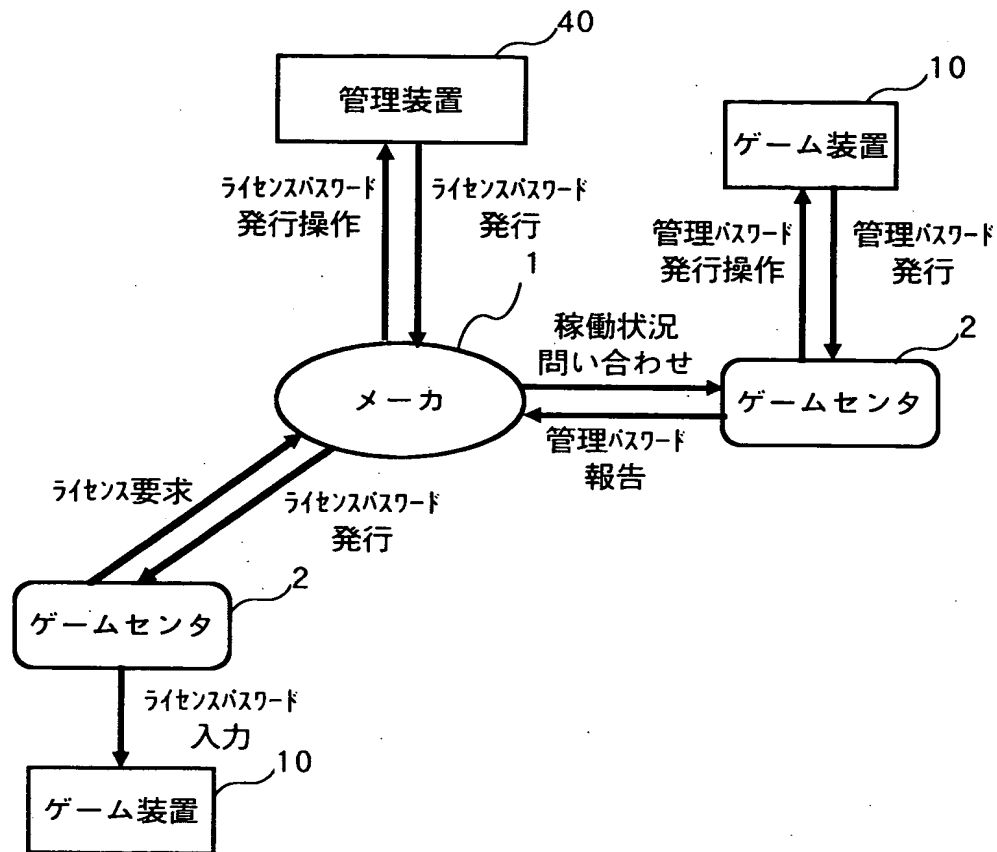 40
管理装置
10
ゲーム装置
ライセンスパスワード
発行操作
ライセンスパスワード
発行
管理パスワード
発行操作
管理パスワード
発行
1
稼働状況
問い合わせ
2
メーカ
ゲームセンタ
管理パスワード
報告
ライセンス要求
ライセンスパスワード
発行
2
ゲームセンタ
ライセンスパスワード
入力
10
ゲーム装置